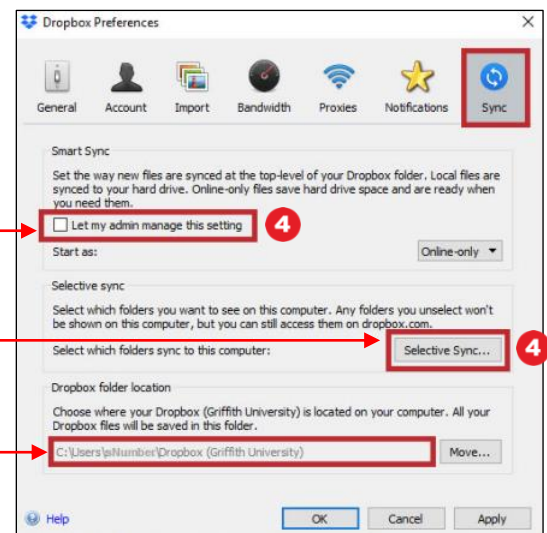 Dropbox Preferences
General Account Import Bandwidth Proxies Notifications Sync
Smart Sync
Set the way new files are synced at the top-level of your Dropbox folder. Local files are
synced to your hard drive. Online-only files save hard drive space and are ready when
you need them.
Let my admin manage this setting 4
Start as: Online-only
Selective sync
Select which folders you want to see on this computer. Any folders you unselect won't
be shown on this computer, but you can still access them on dropbox.com.
Select which folders sync to this computer: Selective Sync... 4
Dropbox folder location
Choose where your Dropbox (Griffith University) is located on your computer. All your
Dropbox files will be saved in this folder.
C:\Users\sNumber\Dropbox (Griffith University) Move...
Help OK Cancel Apply